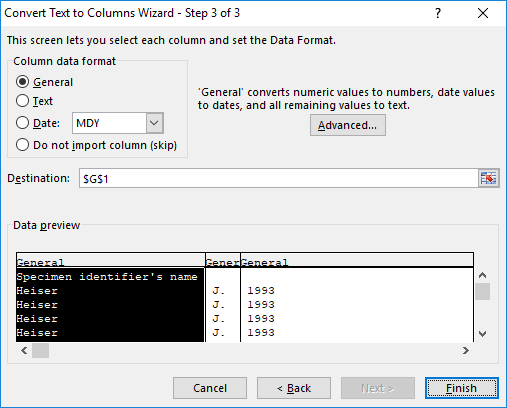 Convert Text to Columns Wizard - Step 3 of 3
?
This screen lets you select each column and set the Data Format.
Column data format
General
Text
Date: MDY
Do not import column (skip)
'General' converts numeric values to numbers, date values
to dates, and all remaining values to text.
Advanced...
Destination: $G$1
Data preview
General GenerGeneral
Specimen identifier's name
Heiser J. 1993
Heiser J. 1993
Heiser J. 1993
Heiser J. 1993
Cancel < Back Next > Finish